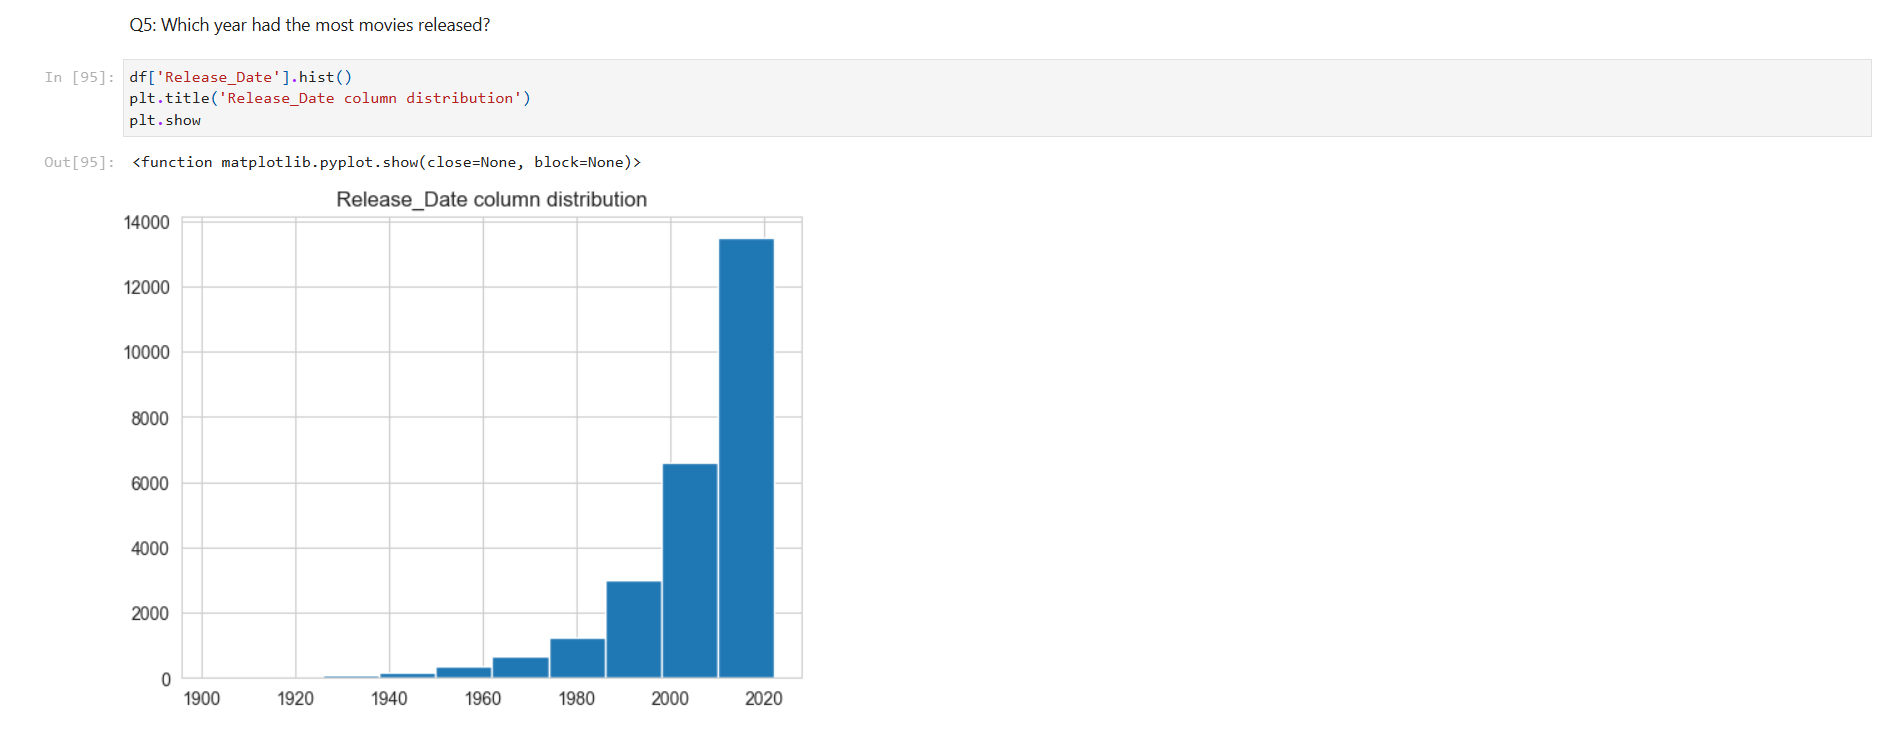 Q5: Which year had the most movies released?
In [95]: df['Release_Date'].hist()
plt.title('Release_Date column distribution')
plt.show
Out[95]: <function matplotlib.pyplot.show(close=None, block=None)>
Release_Date column distribution
14000
12000
10000
8000
6000
4000
2000
0
1900 1920 1940 1960 1980 2000 2020